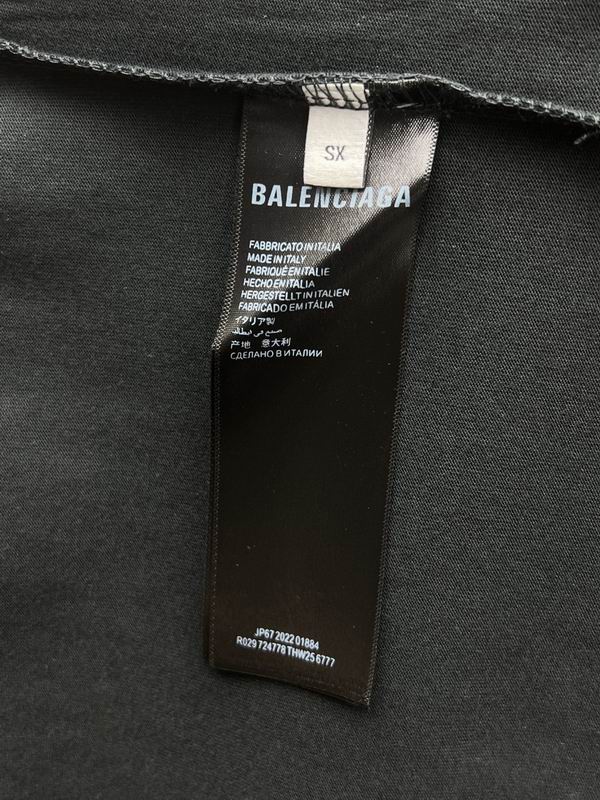 SX
BALENCIAGA
FABBRICATO IN ITALIA
MADE IN ITALY
FABRIQUÉ EN ITALIE
HECHO EN ITALIA
HERGESTELLT IN ITALIEN
FABRICADO EM ITÁLIA
イタリア製
صنع في ايطاليا
产地 意大利
СДЕЛАНО В ИТАЛИИ
JP67 2022 01884
R029 724778 THW25 6777